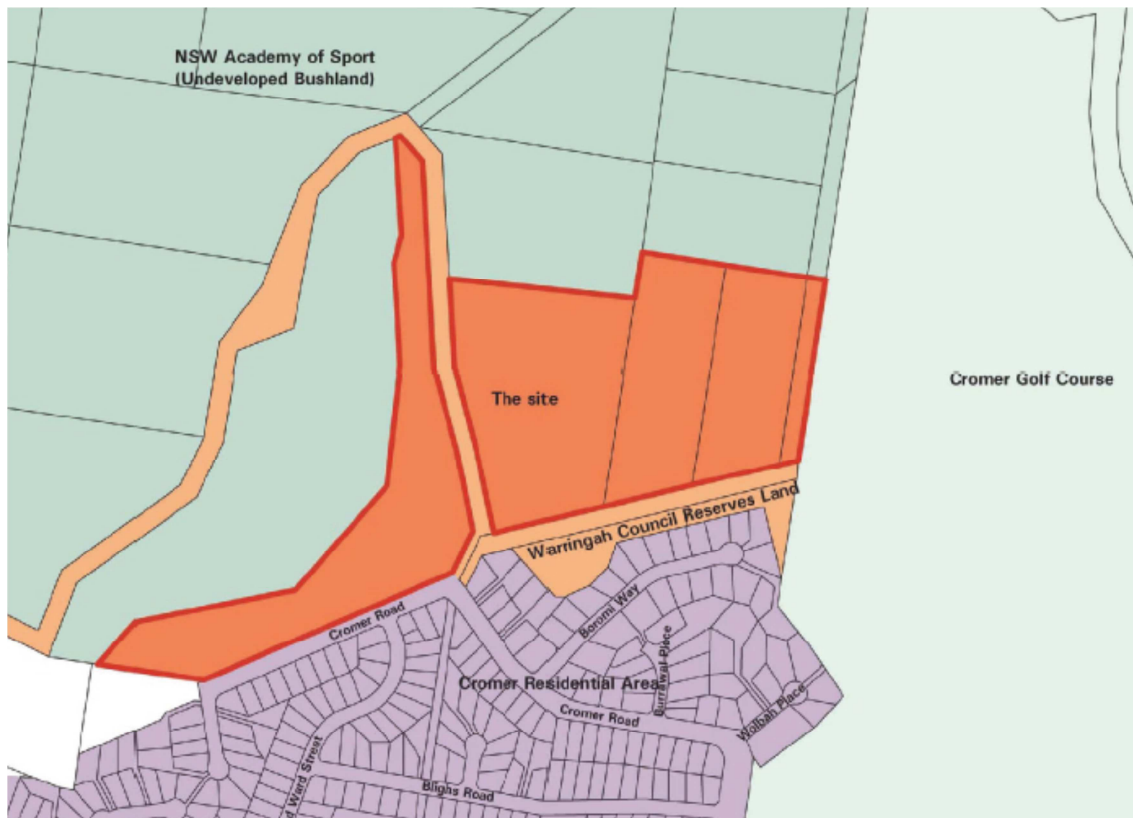 NSW Academy of Sport
(Undeveloped Bushland)
Cromer Golf Course
The site
Warringah Council Reserves Land
Cromer Road
Boromi Way
Burrawal Place
Cromer Residential Area
Cromer Road
Wolbah Place
Ward Street
Blighs Road